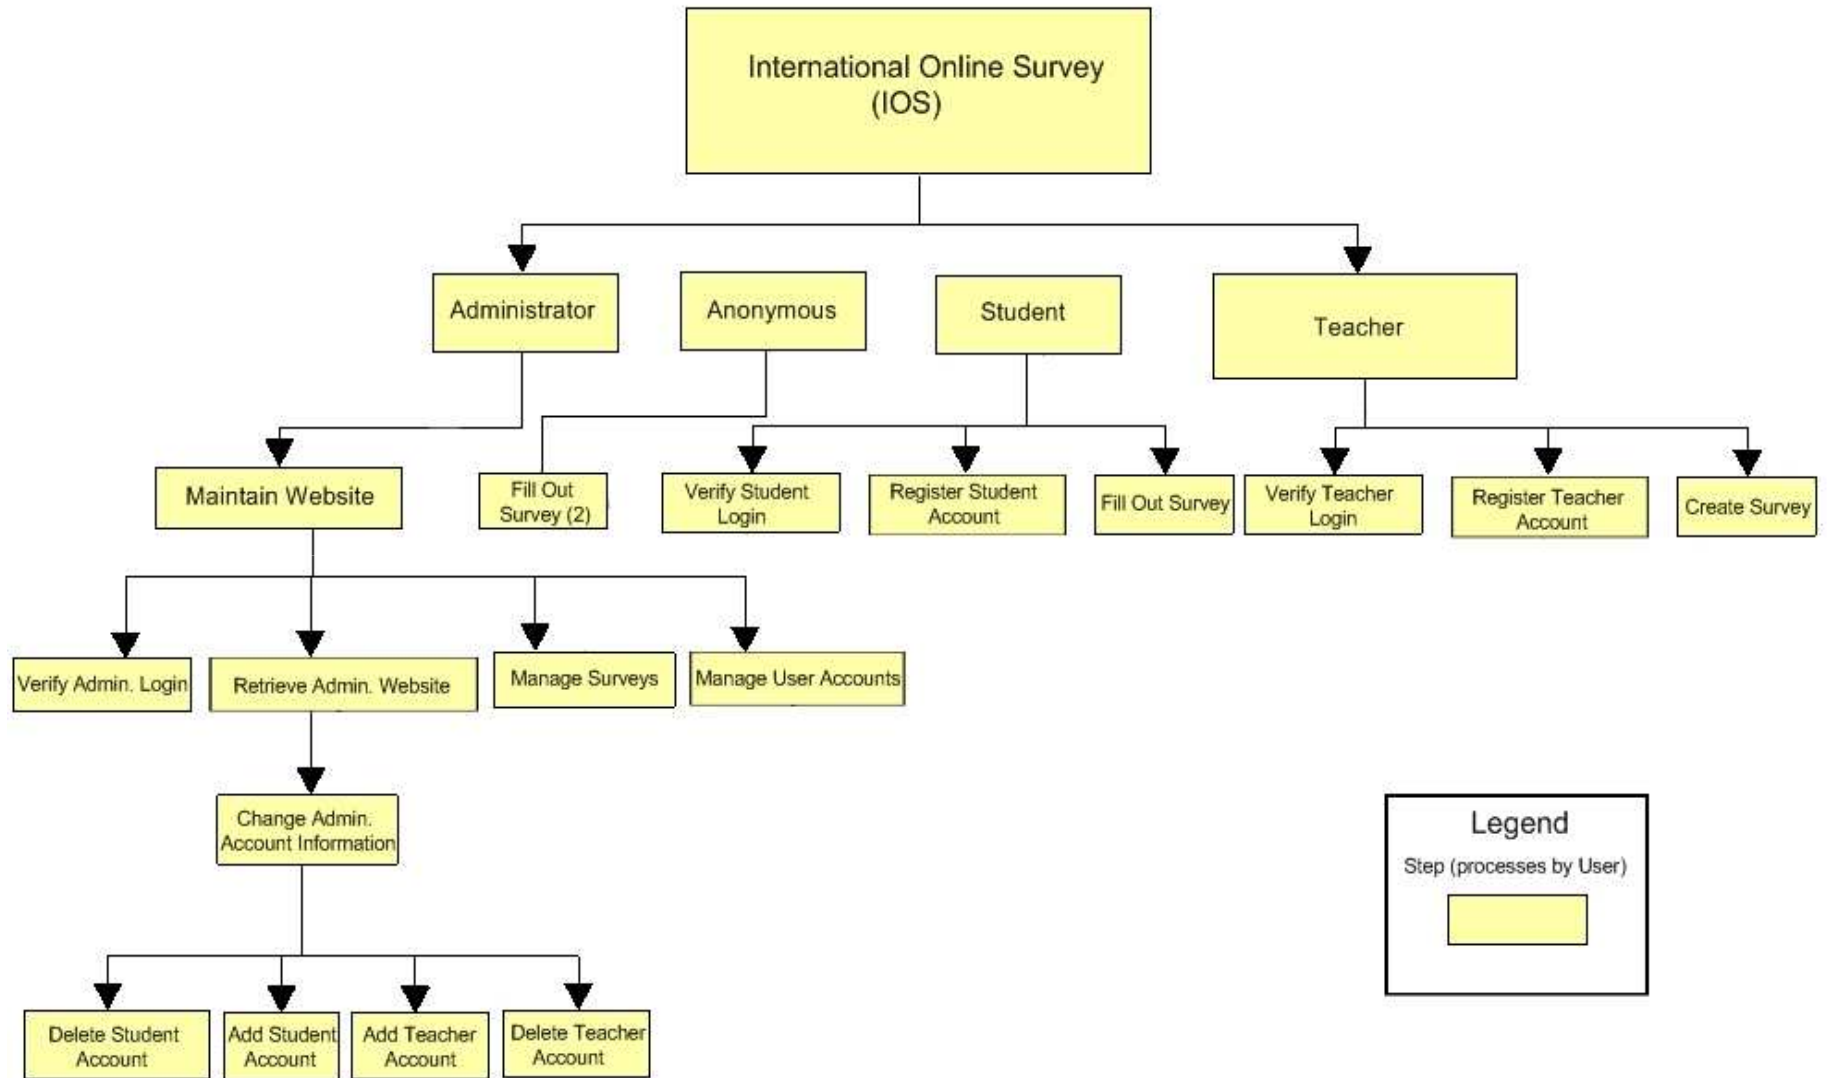 International Online Survey
(IOS)
Administrator
Anonymous
Student
Teacher
Maintain Website
Fill Out
Survey (2)
Verify Student
Login
Register Student
Account
Fill Out Survey
Verify Teacher
Login
Register Teacher
Account
Create Survey
Verify Admin. Login
Retrieve Admin. Website
Manage Surveys
Manage User Accounts
Change Admin.
Account Information
Legend
Step (processes by User)
Delete Student
Account
Add Student
Account
Add Teacher
Account
Delete Teacher
Account